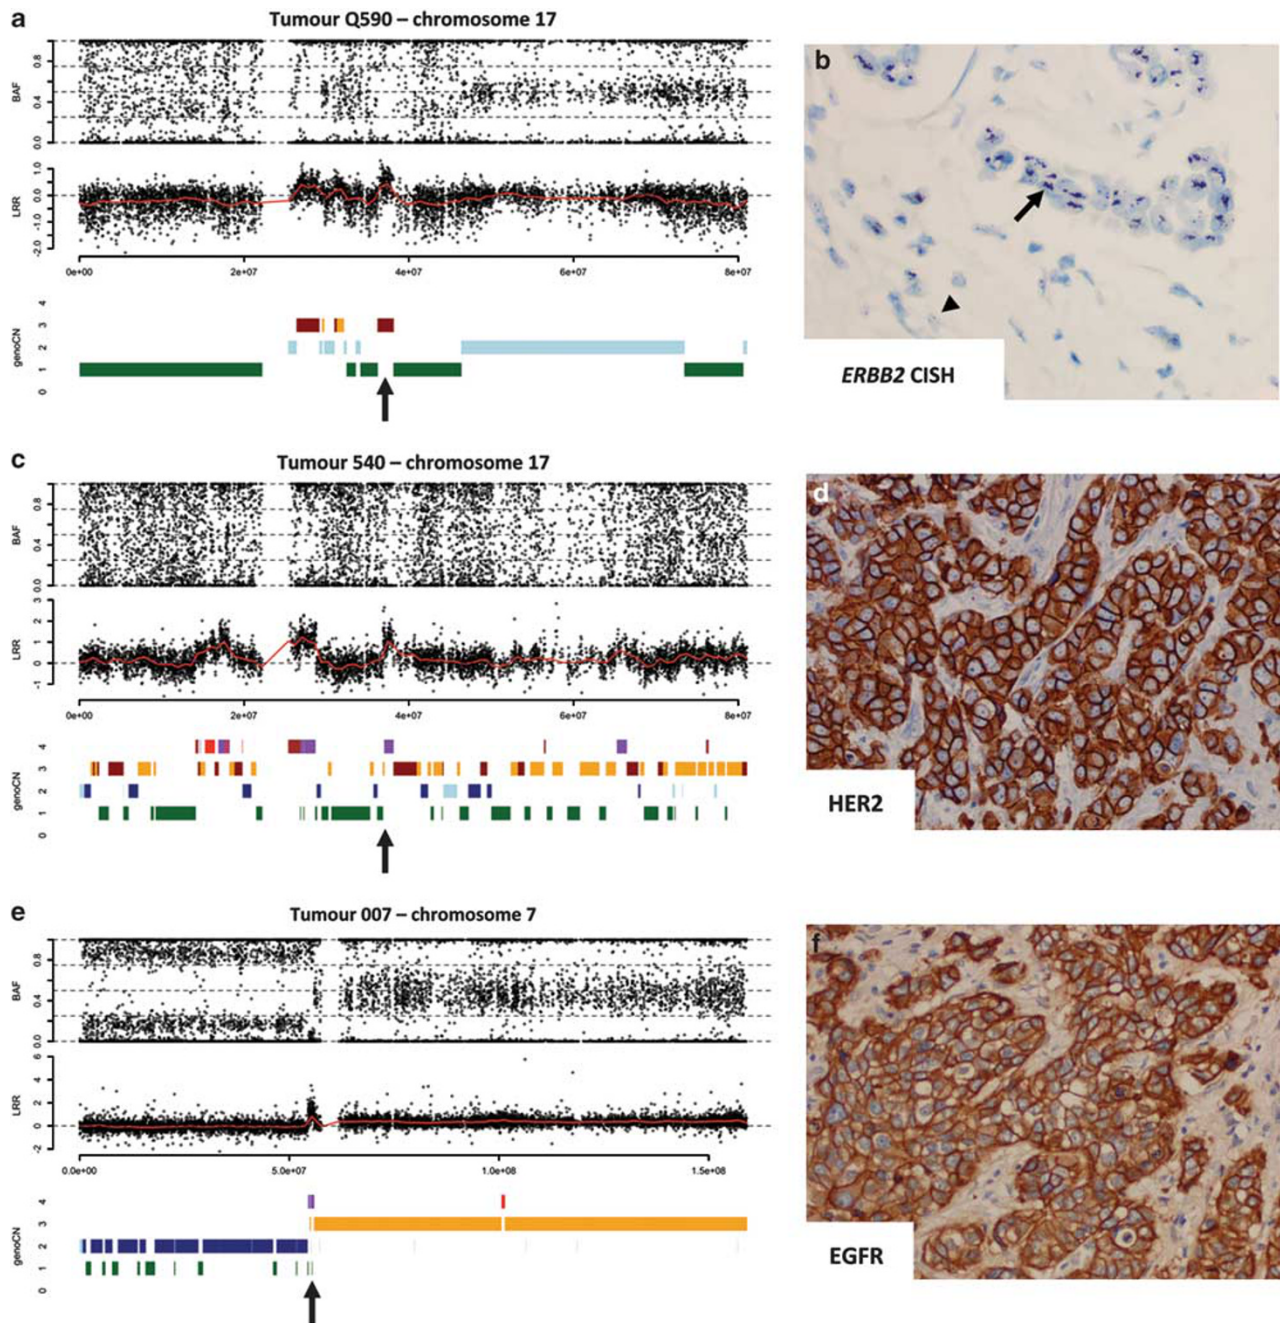 a
Tumour Q590 – chromosome 17
BAF
0.0 0.4 0.8
LRR
-2.0 -1.0 0.0 1.0
0e+00 2e+07 4e+07 6e+07 8e+07
genoCN
0 1 2 3 4
b
ERBB2 CISH
c
Tumour 540 – chromosome 17
BAF
0.0 0.4 0.8
LRR
-1 0 1 2 3
0e+00 2e+07 4e+07 6e+07 8e+07
genoCN
0 1 2 3 4
d
HER2
e
Tumour 007 – chromosome 7
BAF
0.0 0.4 0.8
LRR
-2 0 2 4 6
0.0e+00 5.0e+07 1.0e+08 1.5e+08
genoCN
0 1 2 3 4
f
EGFR